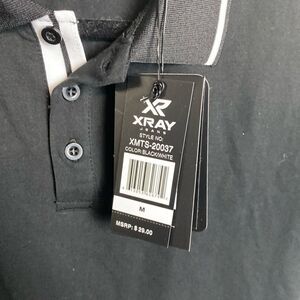 XRAY
JEANS
STYLE NO:
XMTS-20037
COLOR:BLACK/WHITE
M
MSRP: $ 29.00